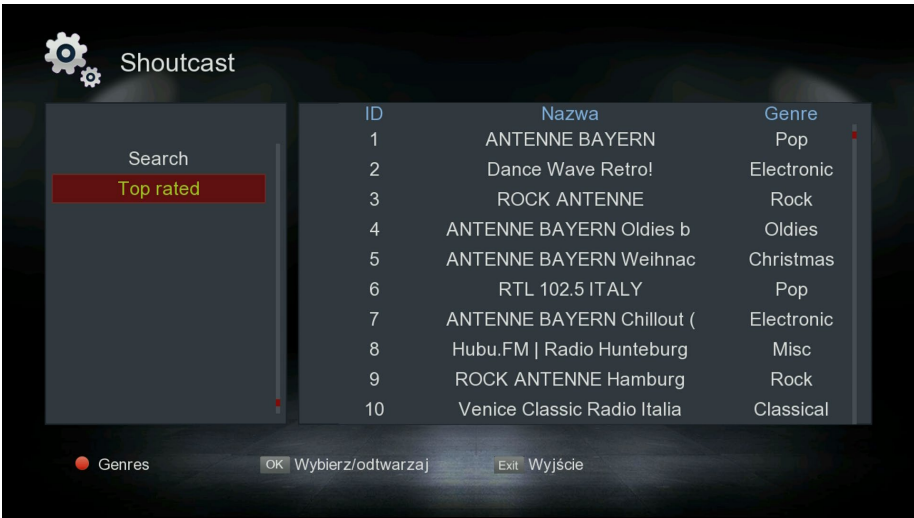 Shoutcast
Search
Top rated
ID Nazwa Genre
1 ANTENNE BAYERN Pop
2 Dance Wave Retro! Electronic
3 ROCK ANTENNE Rock
4 ANTENNE BAYERN Oldies b Oldies
5 ANTENNE BAYERN Weihnac Christmas
6 RTL 102.5 ITALY Pop
7 ANTENNE BAYERN Chillout ( Electronic
8 Hubu.FM | Radio Hunteburg Misc
9 ROCK ANTENNE Hamburg Rock
10 Venice Classic Radio Italia Classical
Genres OK Wybierz/odtwarzaj Exit Wyjście